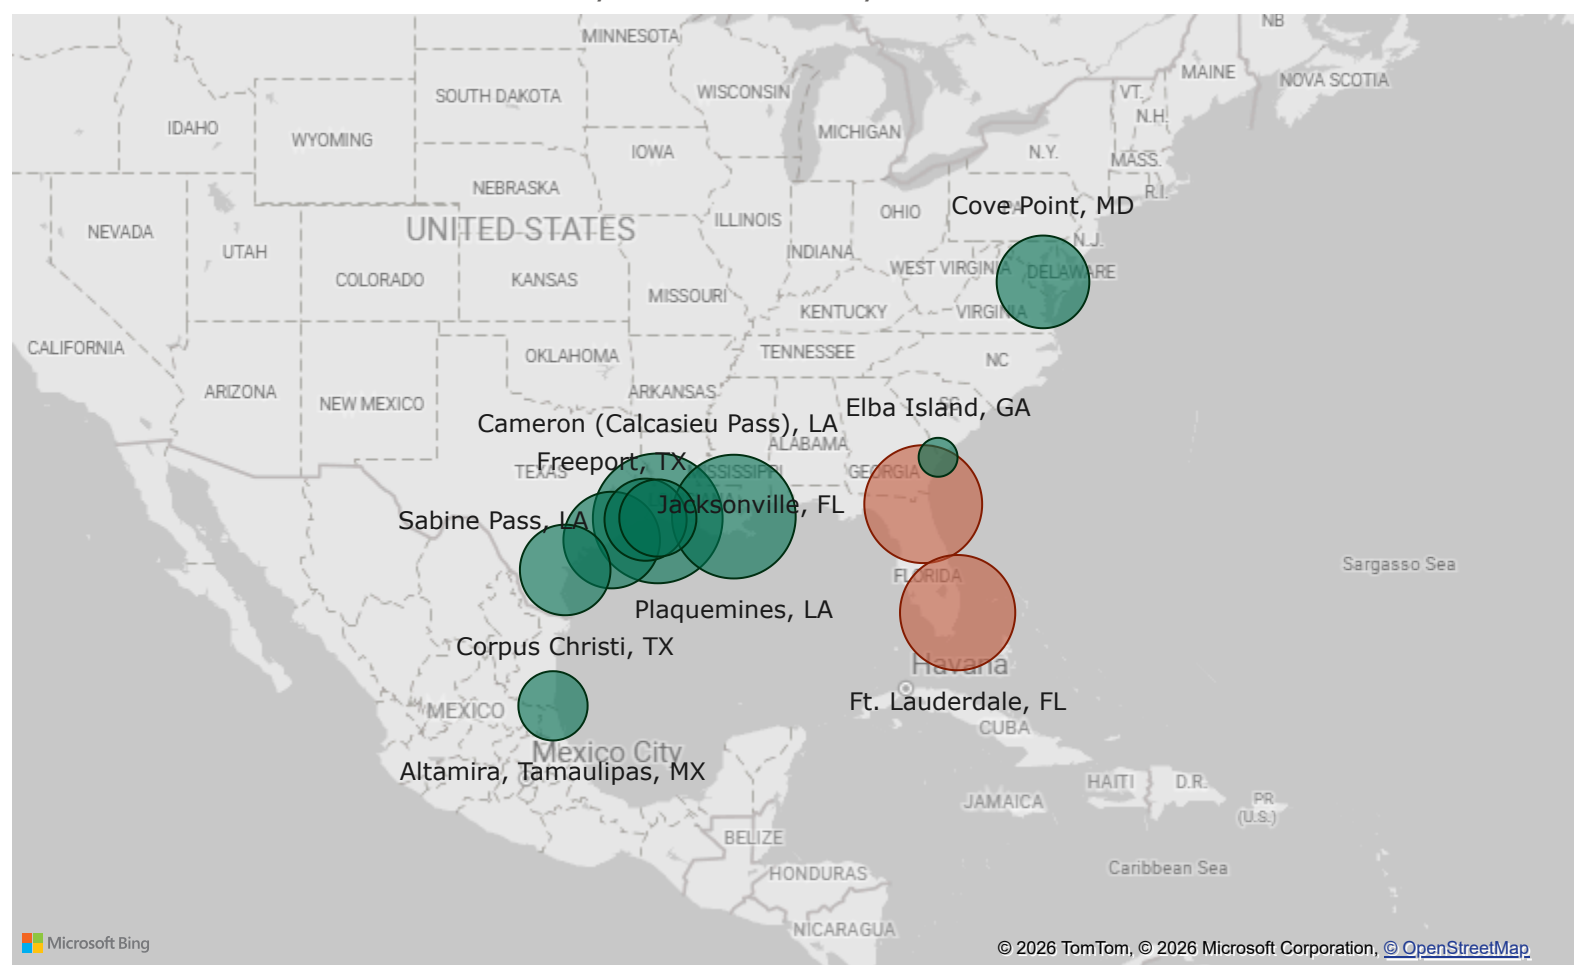 NB
MINNESOTA
MAINE
NOVA SCOTIA
SOUTH DAKOTA
WISCONSIN
VT.
N.H.
IDAHO
WYOMING
MICHIGAN
IOWA
N.Y.
MASS.
NEBRASKA
R.I.
Cove Point, MD
PA
NEVADA
UNITED STATES
ILLINOIS
OHIO
N.J.
UTAH
INDIANA
WEST VIRGINIA
DELAWARE
COLORADO
KANSAS
MISSOURI
KENTUCKY
VIRGINIA
CALIFORNIA
OKLAHOMA
TENNESSEE
NC
ARIZONA
NEW MEXICO
ARKANSAS
SC
Elba Island, GA
Cameron (Calcasieu Pass), LA
ALABAMA
Freeport, TX
TEXAS
MISSISSIPPI
GEORGIA
Jacksonville, FL
Sabine Pass, LA
FLORIDA
Sargasso Sea
Plaquemines, LA
Corpus Christi, TX
Havana
Ft. Lauderdale, FL
MEXICO
CUBA
Mexico City
Altamira, Tamaulipas, MX
HAITI
D.R.
JAMAICA
PR
(U.S.)
BELIZE
Caribbean Sea
HONDURAS
NICARAGUA
Microsoft Bing
© 2026 TomTom, © 2026 Microsoft Corporation, © OpenStreetMap